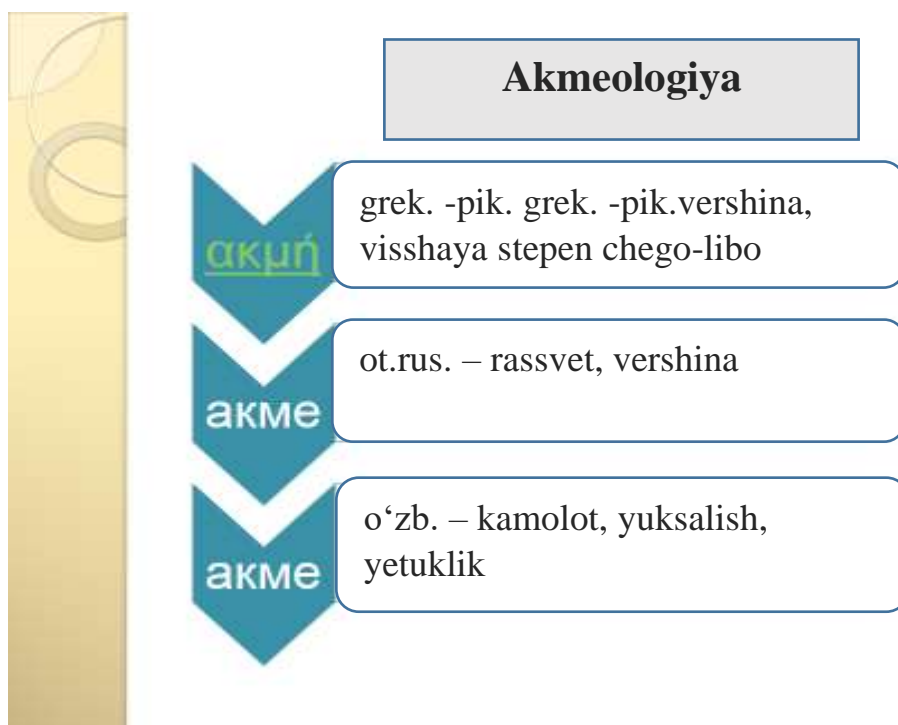 Akmeologiya
ακμή
grek. -pik. grek. -pik.vershina,
visshaya stepen chego-libo
акме
ot.rus. – rassvet, vershina
акме
o‘zb. – kamolot, yuksalish,
yetuklik